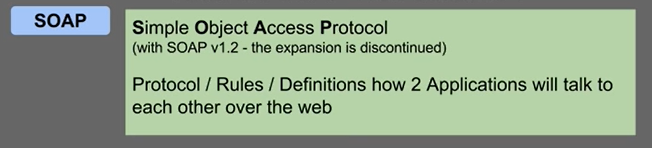 SOAP
Simple Object Access Protocol
(with SOAP v1.2 - the expansion is discontinued)
Protocol / Rules / Definitions how 2 Applications will talk to
each other over the web